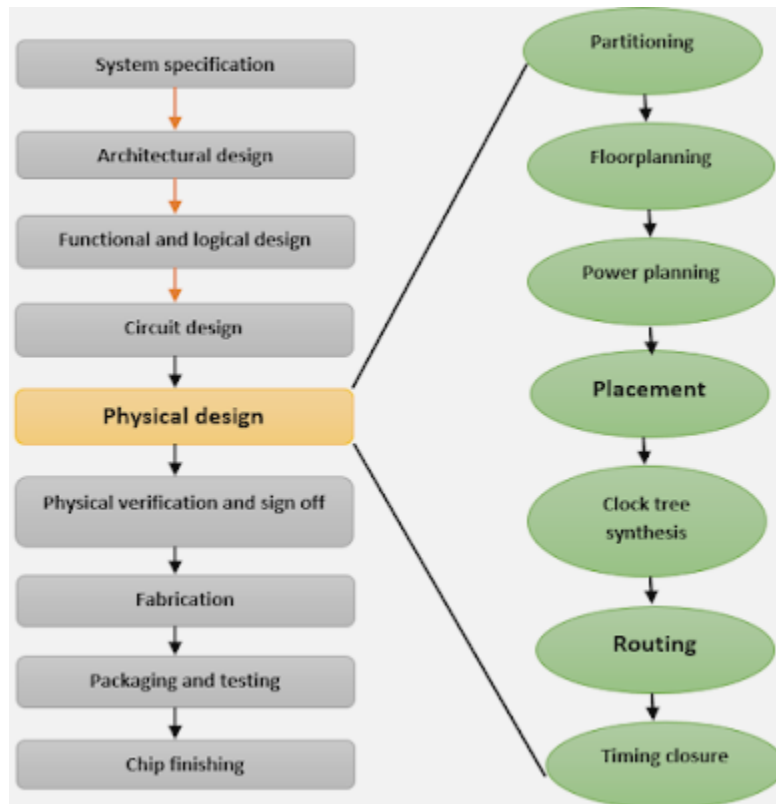 System specification
Architectural design
Functional and logical design
Circuit design
Physical design
Physical verification and sign off
Fabrication
Packaging and testing
Chip finishing
Partitioning
Floorplanning
Power planning
Placement
Clock tree
synthesis
Routing
Timing closure